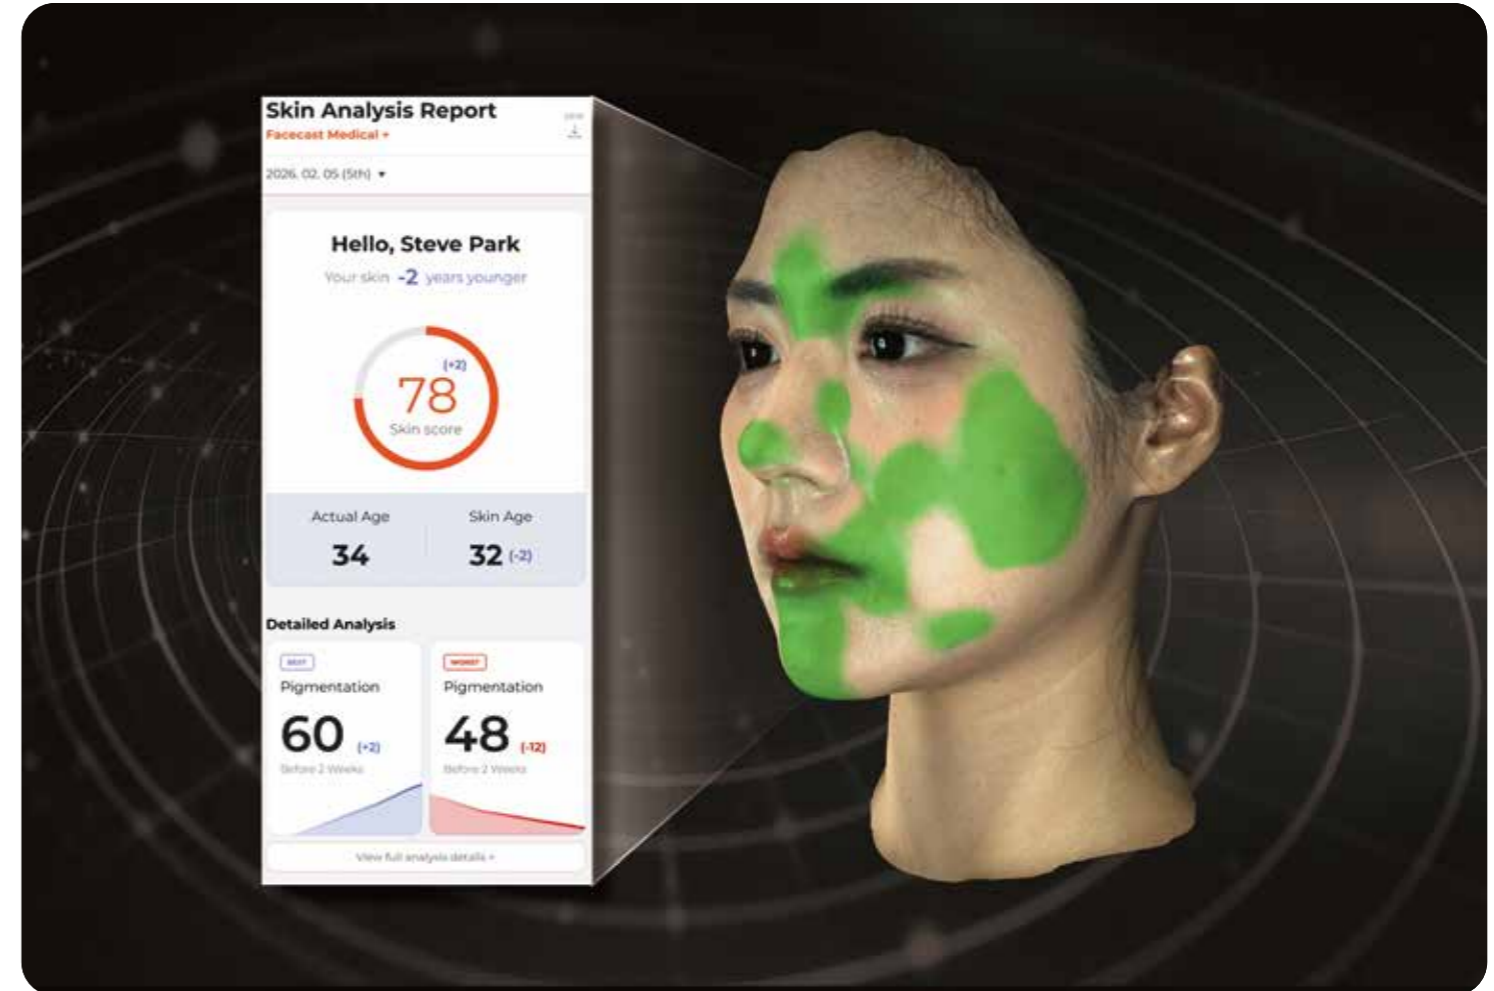 Skin Analysis Report
Facecast Medical +
2026. 02. 05 (5th) ▼
Hello, Steve Park
Your skin -2 years younger
(+2)
78
Skin score
Actual Age Skin Age
34 32 (-2)
Detailed Analysis
BEST
Pigmentation
60 (+2)
Before 2 Weeks
WORST
Pigmentation
48 (-12)
Before 2 Weeks
View full analysis details +